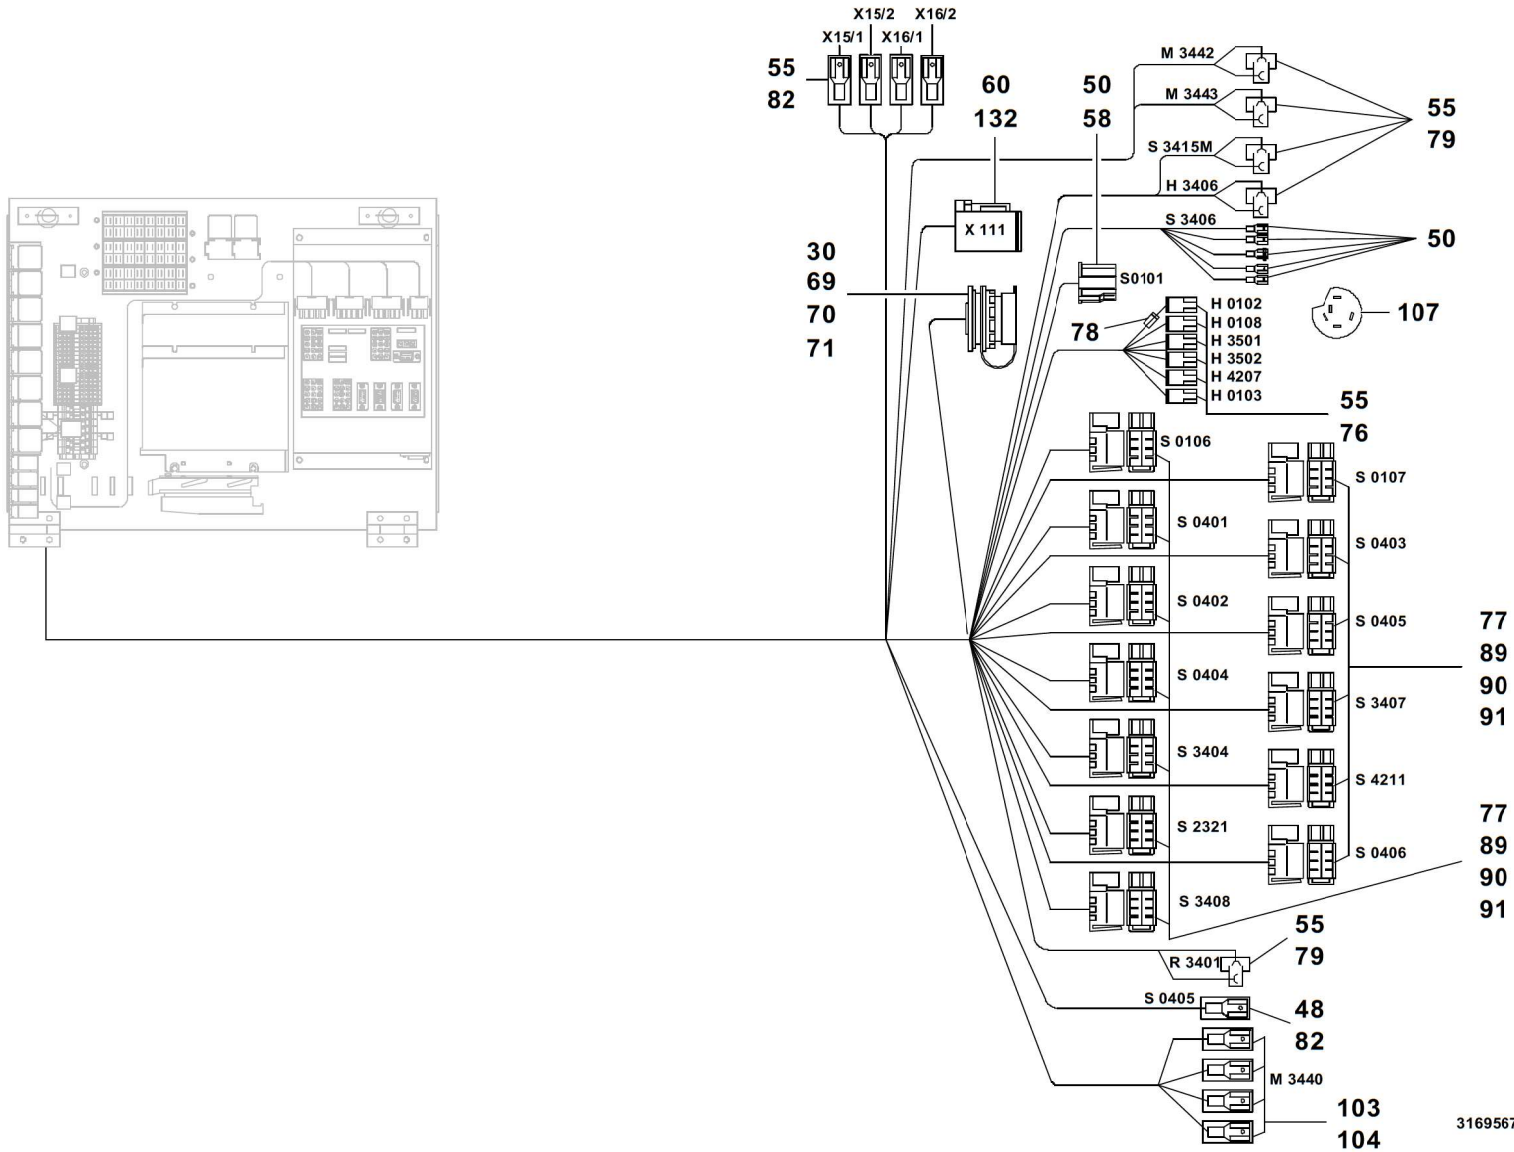 X15/2 X16/2
X15/1 X16/1
55
82
60
132
50
58
M 3442
M 3443
S 3415M
H 3406
S 3406
55
79
50
X 111
30
69
70
71
S0101
78
H 0102
H 0108
H 3501
H 3502
H 4207
H 0103
107
55
76
S 0106
S 0107
S 0401
S 0403
S 0402
S 0405
S 0404
S 3407
S 3404
S 4211
S 2321
S 0406
S 3408
77
89
90
91
77
89
90
91
55
79
R 3401
S 0405
48
82
M 3440
103
104
3169567